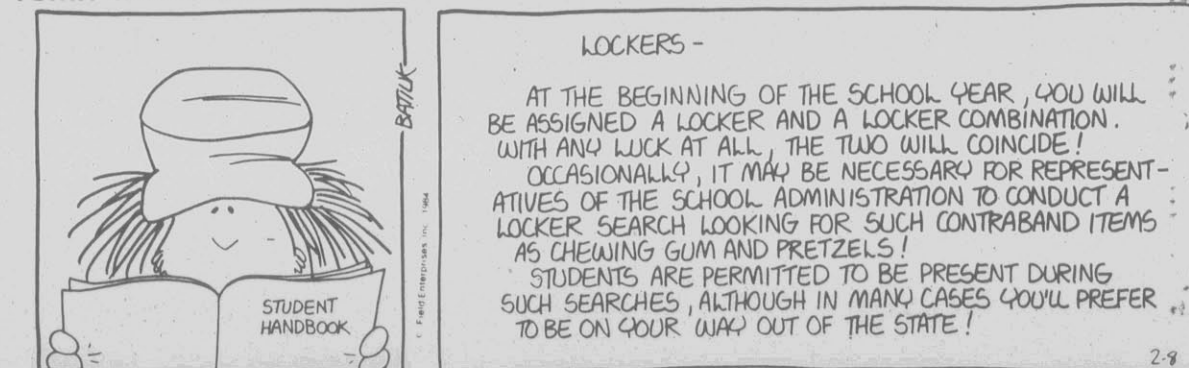 BATIUK
© Field Enterprises, Inc. 1984
STUDENT
HANDBOOK
LOCKERS -
AT THE BEGINNING OF THE SCHOOL YEAR, YOU WILL
BE ASSIGNED A LOCKER AND A LOCKER COMBINATION.
WITH ANY LUCK AT ALL, THE TWO WILL COINCIDE!
OCCASIONALLY, IT MAY BE NECESSARY FOR REPRESENT-
ATIVES OF THE SCHOOL ADMINISTRATION TO CONDUCT A
LOCKER SEARCH LOOKING FOR SUCH CONTRABAND ITEMS
AS CHEWING GUM AND PRETZELS!
STUDENTS ARE PERMITTED TO BE PRESENT DURING
SUCH SEARCHES, ALTHOUGH IN MANY CASES YOU'LL PREFER
TO BE ON YOUR WAY OUT OF THE STATE!
2-8